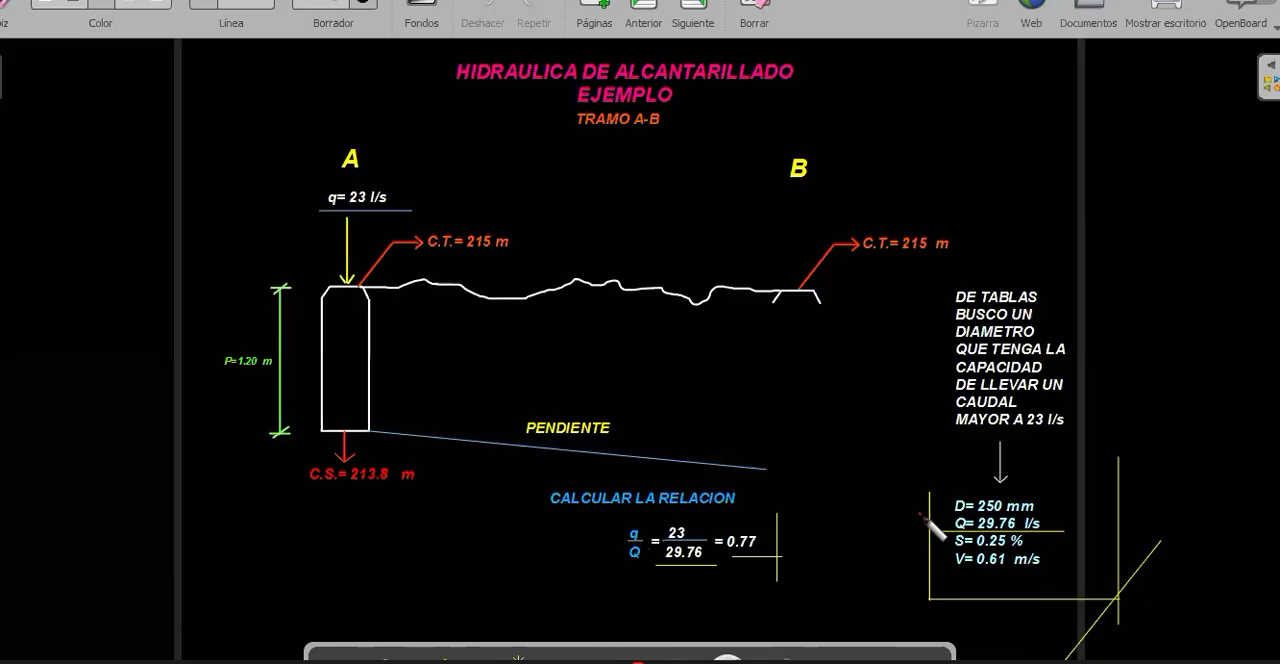 Color
Línea
Borrador
Fondos
Deshacer
Repetir
Páginas
Anterior
Siguiente
Borrar
Pizarra
Web
Documentos
Mostrar escritorio
OpenBoard
HIDRAULICA DE ALCANTARILLADO
EJEMPLO
TRAMO A-B
A
B
q= 23 l/s
C.T.= 215 m
C.T.= 215 m
P=1.20 m
DE TABLAS
BUSCO UN
DIAMETRO
QUE TENGA LA
CAPACIDAD
DE LLEVAR UN
CAUDAL
MAYOR A 23 l/s
PENDIENTE
C.S.= 213.8 m
CALCULAR LA RELACION
q/Q = 23/29.76 = 0.77
D= 250 mm
Q= 29.76 l/s
S= 0.25 %
V= 0.61 m/s